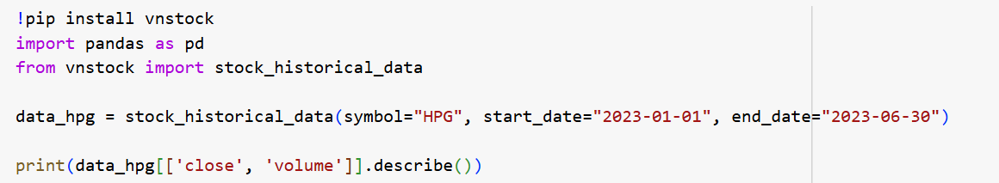 !pip install vnstock
import pandas as pd
from vnstock import stock_historical_data
data_hpg = stock_historical_data(symbol="HPG", start_date="2023-01-01", end_date="2023-06-30")
print(data_hpg[['close', 'volume']].describe())